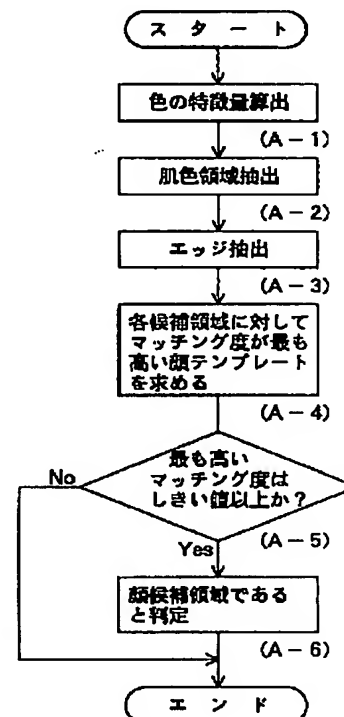 スタート
色の特徴量算出
(A-1)
肌色領域抽出
(A-2)
エッジ抽出
(A-3)
各候補領域に対して
マッチング度が最も
高い顔テンプレート
を求める
(A-4)
最も高い
マッチング度は
しきい値以上か?
No
(A-5)
Yes
顔候補領域である
と判定
(A-6)
エンド